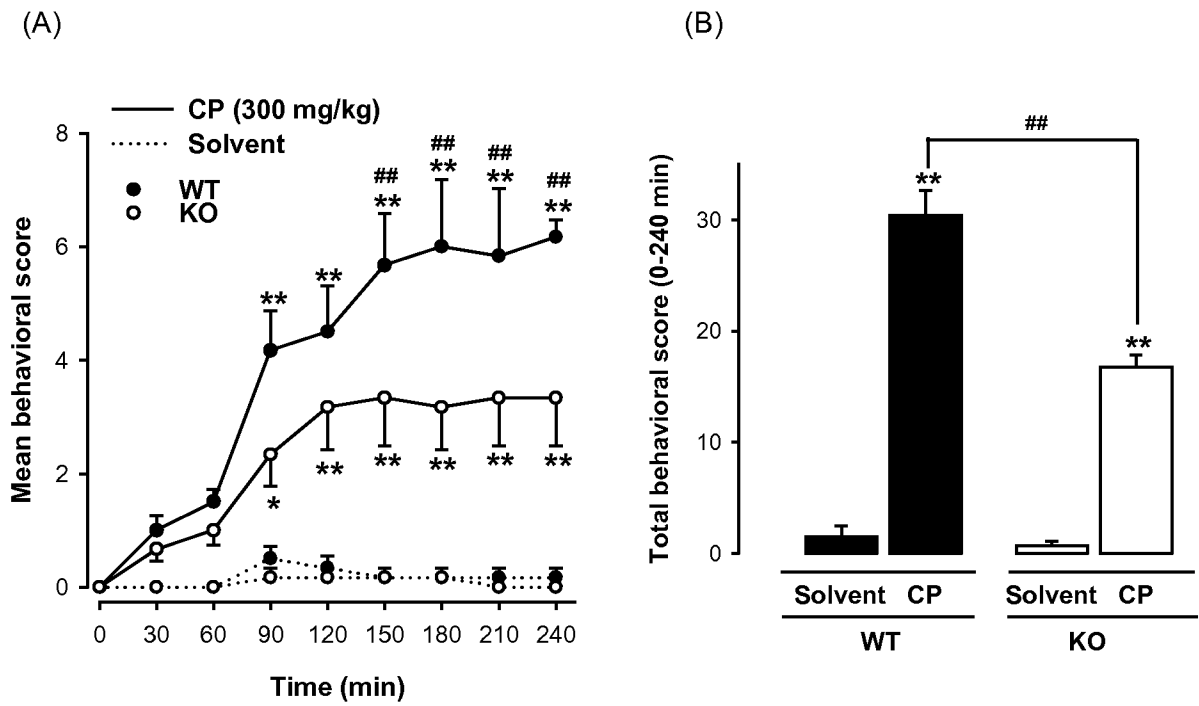 (A)
CP (300 mg/kg)
Solvent
WT
KO
Mean behavioral score
8
6
4
2
0
##
##
##
##
**
**
**
**
**
**
*
**
**
**
**
**
0 30 60 90 120 150 180 210 240
Time (min)
(B)
Total behavioral score (0-240 min)
30
20
10
0
##
**
**
Solvent CP Solvent CP
WT KO